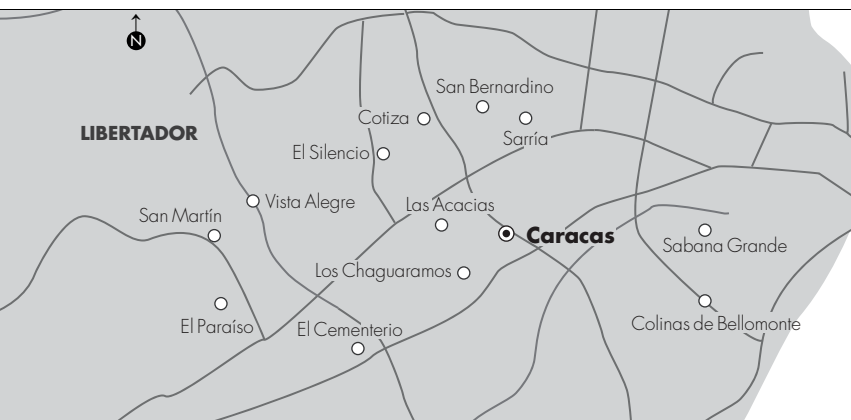 N
San Bernardino
Cotiza
LIBERTADOR
Sarría
El Silencio
Vista Alegre
Las Acacias
San Martín
Caracas
Sabana Grande
Los Chaguaramos
El Paraíso
El Cementerio
Colinas de Bellomonte